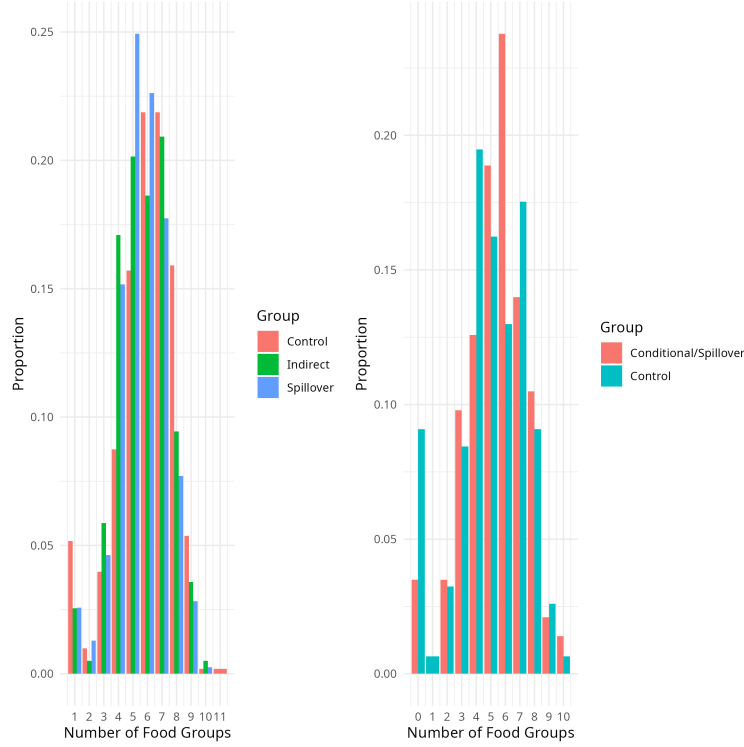 0.25
0.20
0.15
0.10
0.05
0.00
Proportion
1 2 3 4 5 6 7 8 9 10 11
Number of Food Groups
Group
Control
Indirect
Spillover
0.20
0.15
0.10
0.05
0.00
Proportion
0 1 2 3 4 5 6 7 8 9 10
Number of Food Groups
Group
Conditional/Spillover
Control